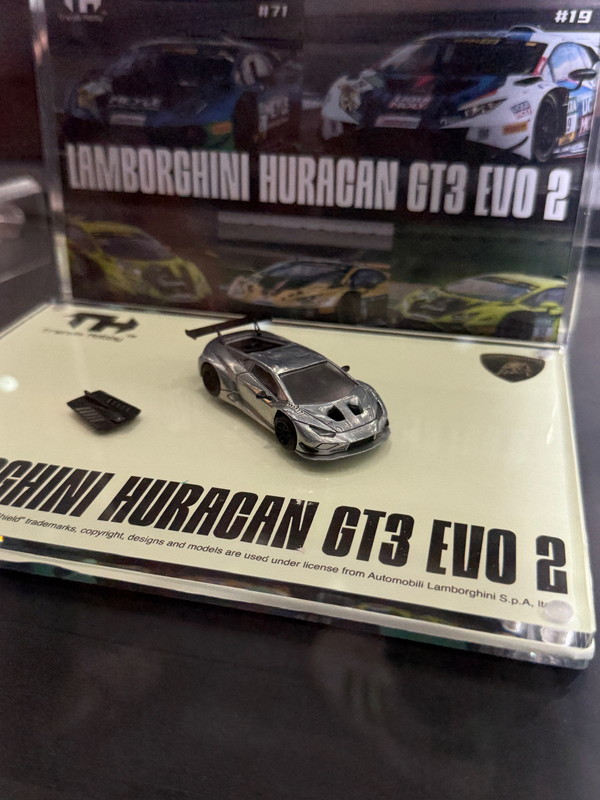 #71
#19
LAMBORGHINI HURACAN GT3 EVO 2
TH
GHINI HURACAN GT3 EVO 2
trademarks, copyright, designs and models are used under license from Automobili Lamborghini S.p.A,